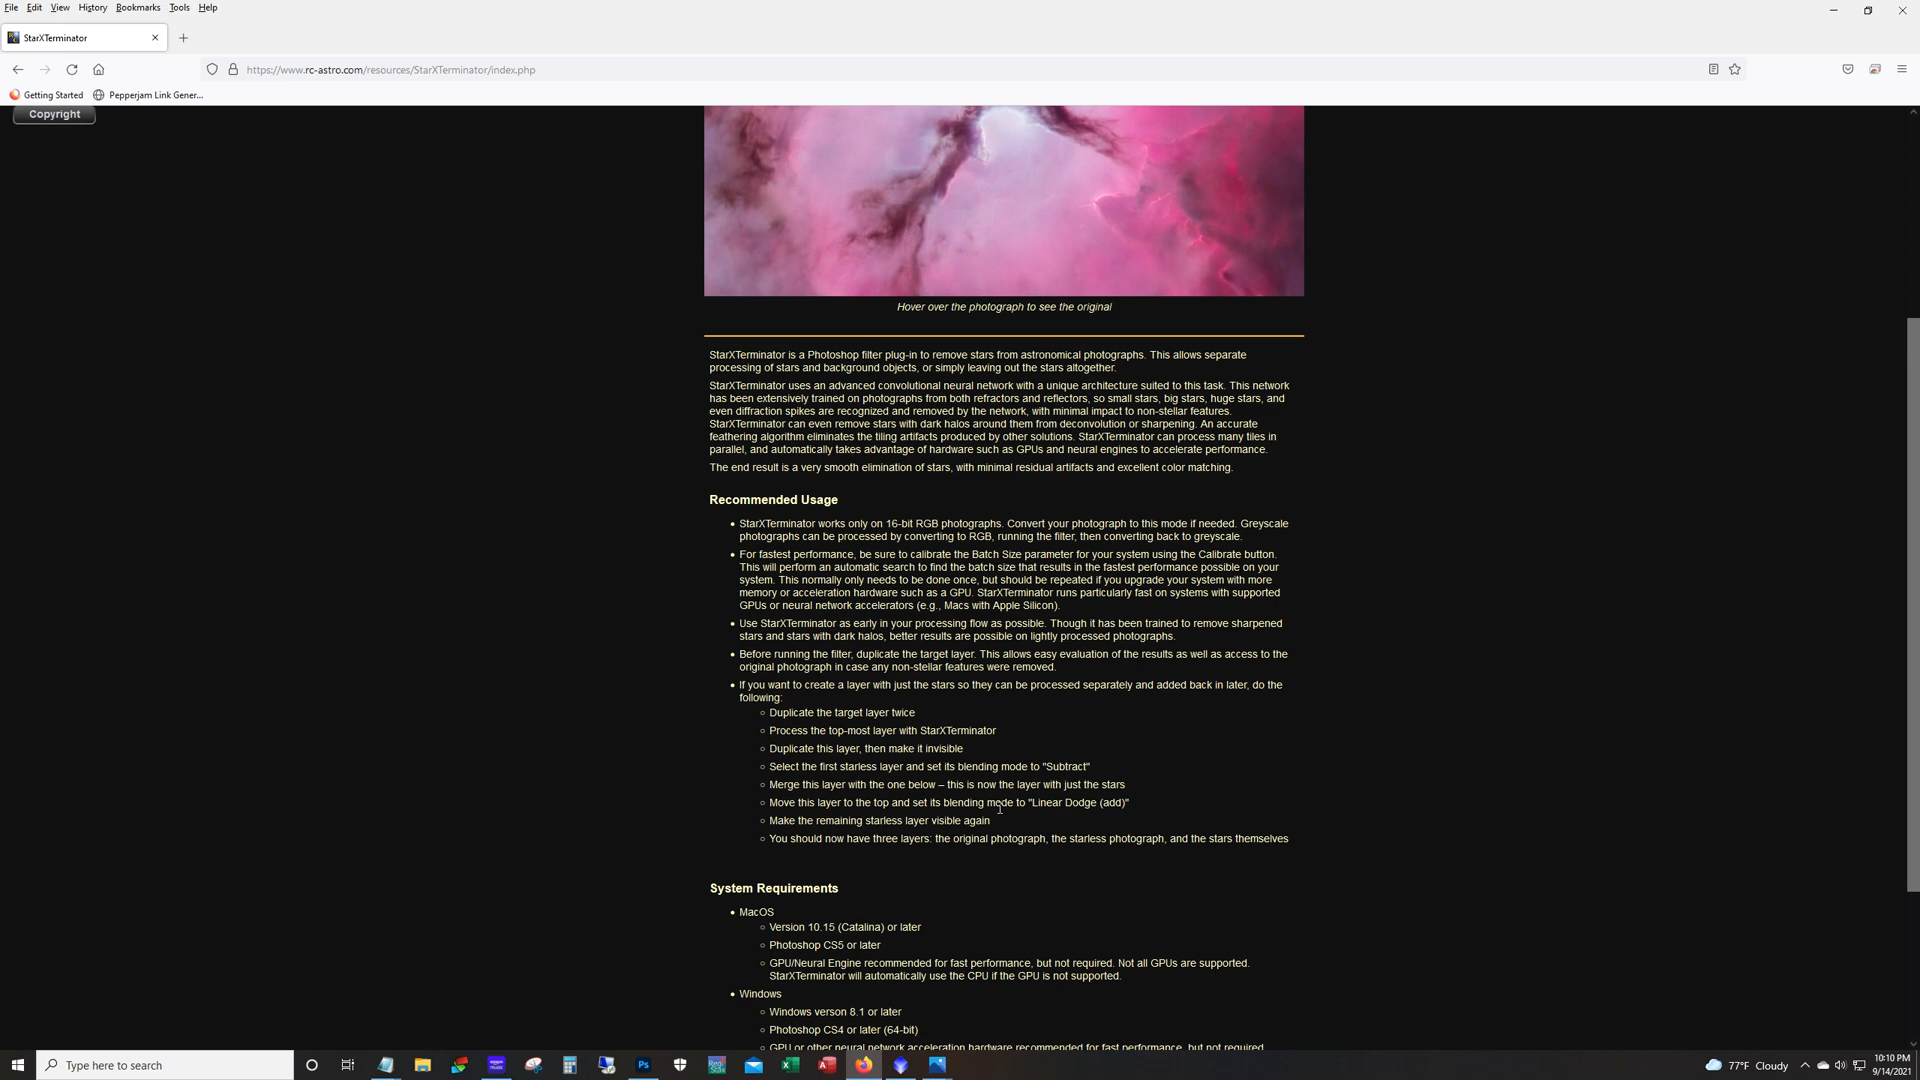 File Edit View History Bookmarks Tools Help
StarXTerminator
https://www.rc-astro.com/resources/StarXTerminator/index.php
Getting Started Pepperjam Link Gener...
Copyright
Hover over the photograph to see the original
StarXTerminator is a Photoshop filter plug-in to remove stars from astronomical photographs. This allows separate
processing of stars and background objects, or simply leaving out the stars altogether.
StarXTerminator uses an advanced convolutional neural network with a unique architecture suited to this task. This network
has been extensively trained on photographs from both refractors and reflectors, so small stars, big stars, huge stars, and
even diffraction spikes are recognized and removed by the network, with minimal impact to non-stellar features.
StarXTerminator can even remove stars with dark halos around them from deconvolution or sharpening. An accurate
feathering algorithm eliminates the tiling artifacts produced by other solutions. StarXTerminator can process many tiles in
parallel, and automatically takes advantage of hardware such as GPUs and neural engines to accelerate performance.
The end result is a very smooth elimination of stars, with minimal residual artifacts and excellent color matching.
Recommended Usage
• StarXTerminator works only on 16-bit RGB photographs. Convert your photograph to this mode if needed. Greyscale
photographs can be processed by converting to RGB, running the filter, then converting back to greyscale.
• For fastest performance, be sure to calibrate the Batch Size parameter for your system using the Calibrate button.
This will perform an automatic search to find the batch size that results in the fastest performance possible on your
system. This normally only needs to be done once, but should be repeated if you upgrade your system with more
memory or acceleration hardware such as a GPU. StarXTerminator runs particularly fast on systems with supported
GPUs or neural network accelerators (e.g., Macs with Apple Silicon).
• Use StarXTerminator as early in your processing flow as possible. Though it has been trained to remove sharpened
stars and stars with dark halos, better results are possible on lightly processed photographs.
• Before running the filter, duplicate the target layer. This allows easy evaluation of the results as well as access to the
original photograph in case any non-stellar features were removed.
• If you want to create a layer with just the stars so they can be processed separately and added back in later, do the
following:
○ Duplicate the target layer twice
○ Process the top-most layer with StarXTerminator
○ Duplicate this layer, then make it invisible
○ Select the first starless layer and set its blending mode to "Subtract"
○ Merge this layer with the one below – this is now the layer with just the stars
○ Move this layer to the top and set its blending mode to "Linear Dodge (add)"
○ Make the remaining starless layer visible again
○ You should now have three layers: the original photograph, the starless photograph, and the stars themselves
System Requirements
• MacOS
○ Version 10.15 (Catalina) or later
○ Photoshop CS5 or later
○ GPU/Neural Engine recommended for fast performance, but not required. Not all GPUs are supported.
StarXTerminator will automatically use the CPU if the GPU is not supported.
• Windows
○ Windows verson 8.1 or later
○ Photoshop CS4 or later (64-bit)
○ GPU or other neural network acceleration hardware recommended for fast performance, but not required.
Type here to search
Ps
77°F Cloudy
10:10 PM
9/14/2021